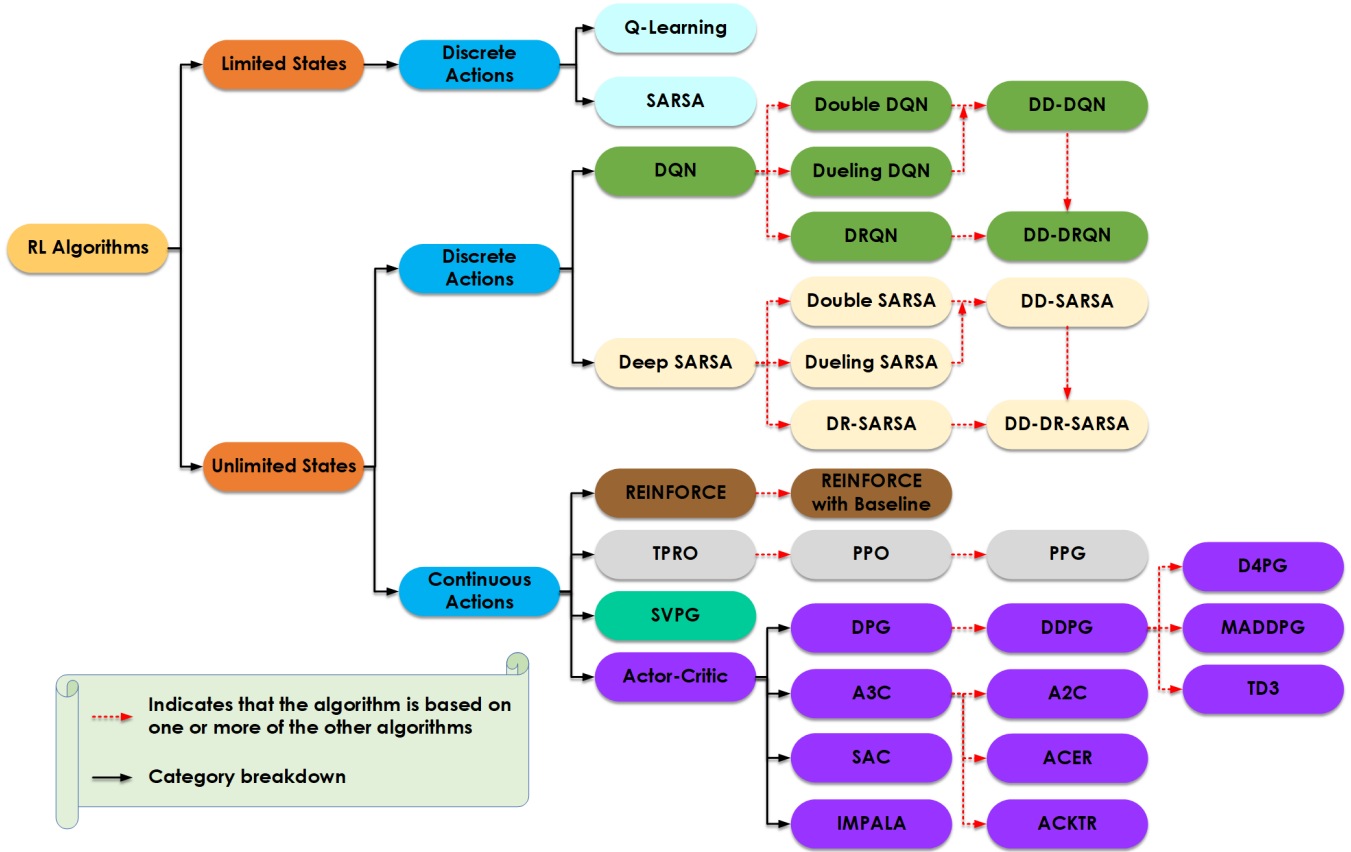 RL Algorithms
Limited States
Discrete
Actions
Q-Learning
SARSA
Unlimited States
Discrete
Actions
DQN
Double DQN
Dueling DQN
DRQN
DD-DQN
DD-DRQN
Deep SARSA
Double SARSA
Dueling SARSA
DR-SARSA
DD-SARSA
DD-DR-SARSA
Continuous
Actions
REINFORCE
REINFORCE
with Baseline
TPRO
PPO
PPG
SVPG
Actor-Critic
DPG
DDPG
D4PG
MADDPG
TD3
A3C
A2C
ACER
ACKTR
SAC
IMPALA
Indicates that the algorithm is based on
one or more of the other algorithms
Category breakdown